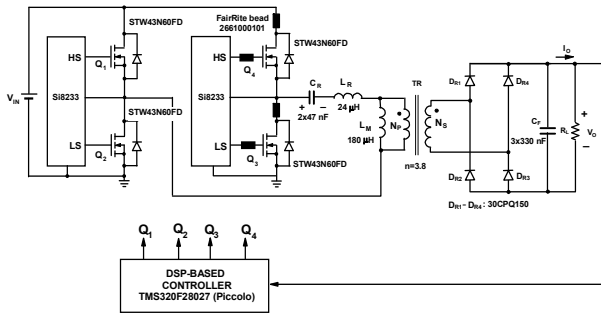 FairRite bead
2661000101
STW43N60FD
STW43N60FD
HS
Q1
Si8233
VIN
STW43N60FD
LS
Q2
HS
Q4
Si8233
LS
Q3
STW43N60FD
CR
+ –
2x47 nF
LR
24 µH
LM
180 µH
TR
NP
NS
n=3.8
DR1
DR4
DR2
DR3
IO
CF
3x330 nF
RL
+
VO
–
DR1 – DR4 : 30CPQ150
Q1 Q2 Q3 Q4
DSP-BASED
CONTROLLER
TMS320F28027 (Piccolo)